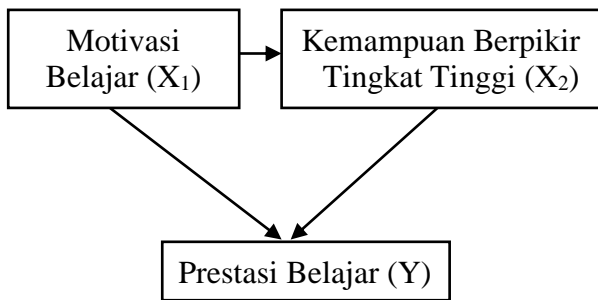 Motivasi
Belajar (X₁)
Kemampuan Berpikir
Tingkat Tinggi (X₂)
Prestasi Belajar (Y)